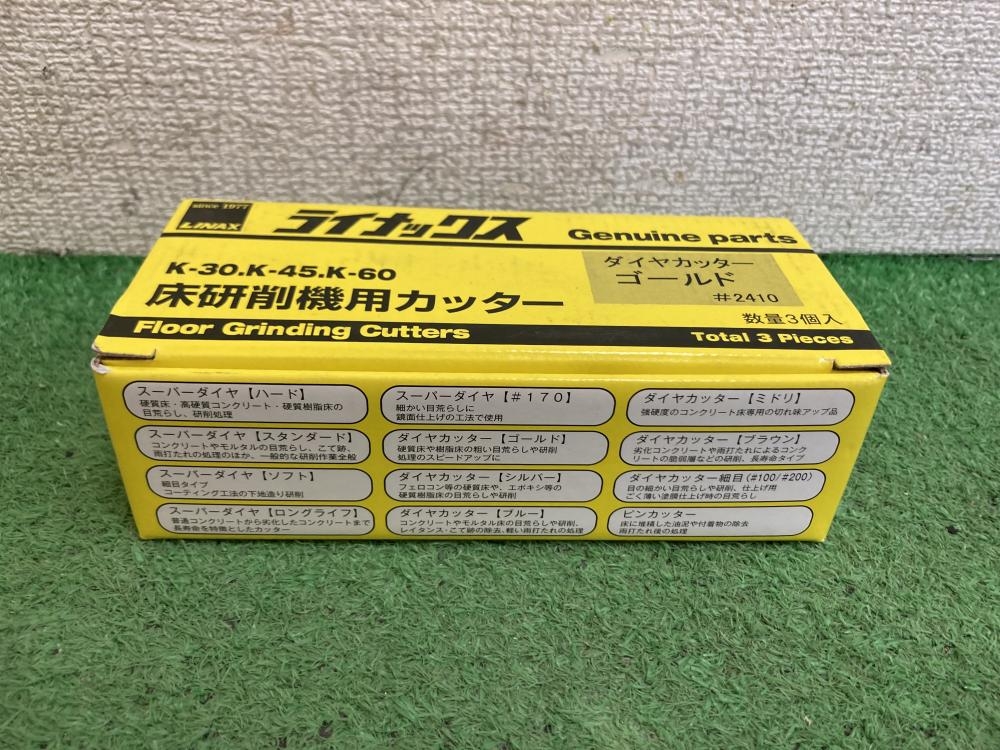 since 1977
LINAX
ライナックス
Genuine parts
K-30.K-45.K-60
床研削機用カッター
ダイヤカッター
ゴールド
#2410
数量3個入
Floor Grinding Cutters
Total 3 Pieces
スーパーダイヤ【ハード】
硬質床・高硬質コンクリート・硬質樹脂床の
目荒らし、研削処理
スーパーダイヤ【スタンダード】
コンクリートやモルタルの目荒らし、こて跡、
雨打たれの処理のほか、一般的な研削作業全般
スーパーダイヤ【ソフト】
細目タイプ
コーティング工法の下地造り研削
スーパーダイヤ【ロングライフ】
普通コンクリートから劣化したコンクリートまで
長寿命を特徴としたカッター
スーパーダイヤ【#170】
細かい目荒らしに
鏡面仕上げの工法で使用
ダイヤカッター【ゴールド】
硬質床や樹脂床の粗い目荒らしや研削
処理のスピードアップに
ダイヤカッター【シルバー】
フェロコン等の硬質床や、エポキシ等の
硬質樹脂床の目荒らしや研削
ダイヤカッター【ブルー】
コンクリートやモルタル床の目荒らしや研削、
レイタンス・こて跡の除去、軽い雨打たれの処理
ダイヤカッター【ミドリ】
強硬度のコンクリート床専用の切れ味アップ品
ダイヤカッター【ブラウン】
劣化コンクリートや雨打たれによるコンク
リートの脆弱層などの研削、長寿命タイプ
ダイヤカッター細目(#100/#200)
目の細かい目荒らしや研削、仕上げ用
ごく薄い塗膜仕上げ時の目荒らし
ピンカッター
床に堆積した油泥や付着物の除去
雨打たれ後の処理